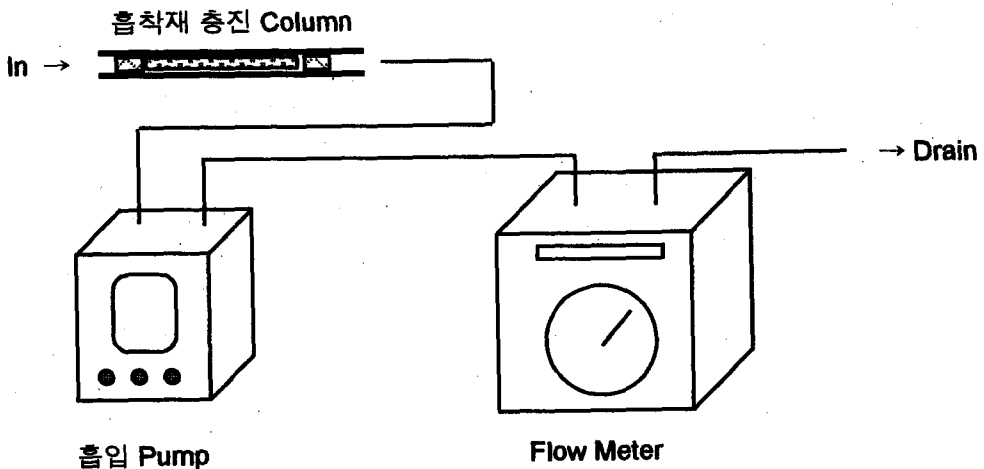 흡착재 충진 Column
In →
→ Drain
흡입 Pump
Flow Meter